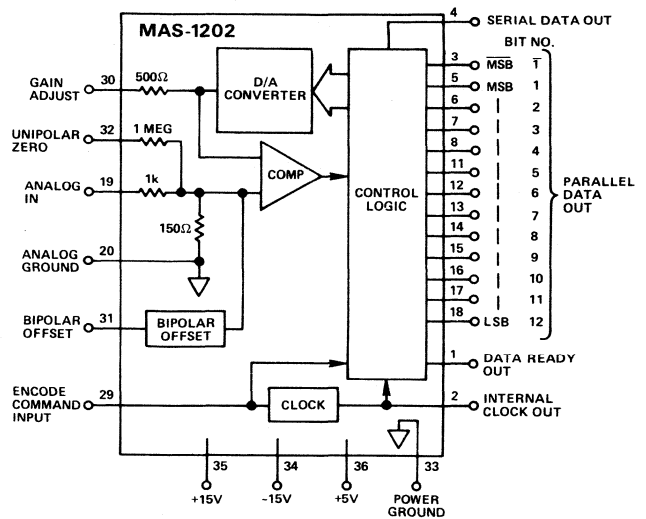 MAS-1202
4
SERIAL DATA OUT
BIT NO.
GAIN
ADJUST
30
500Ω
D/A
CONVERTER
3
MSB
1
5
MSB
1
6
2
UNIPOLAR
ZERO
32
1 MEG
7
3
8
4
COMP
11
5
ANALOG
IN
19
1k
CONTROL
LOGIC
12
6
PARALLEL
DATA
OUT
13
7
150Ω
14
8
ANALOG
GROUND
20
15
9
16
10
17
11
BIPOLAR
OFFSET
31
BIPOLAR
OFFSET
18
LSB
12
1
DATA READY
OUT
ENCODE
COMMAND
INPUT
29
CLOCK
2
INTERNAL
CLOCK OUT
35
34
36
33
+15V
-15V
+5V
POWER
GROUND